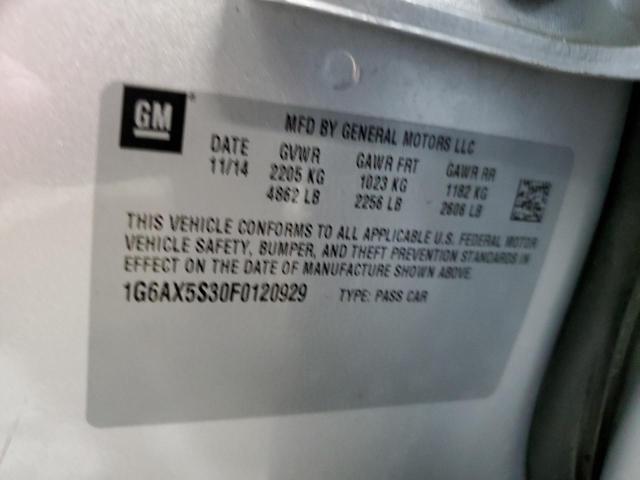 GM
MFD BY GENERAL MOTORS LLC
DATE GVWR GAWR FRT GAWR RR
11/14 2205 KG 1023 KG 1182 KG
4862 LB 2256 LB 2606 LB
THIS VEHICLE CONFORMS TO ALL APPLICABLE U.S. FEDERAL MOTOR
VEHICLE SAFETY, BUMPER, AND THEFT PREVENTION STANDARDS IN
EFFECT ON THE DATE OF MANUFACTURE SHOWN ABOVE.
1G6AX5S30F0120929 TYPE: PASS CAR